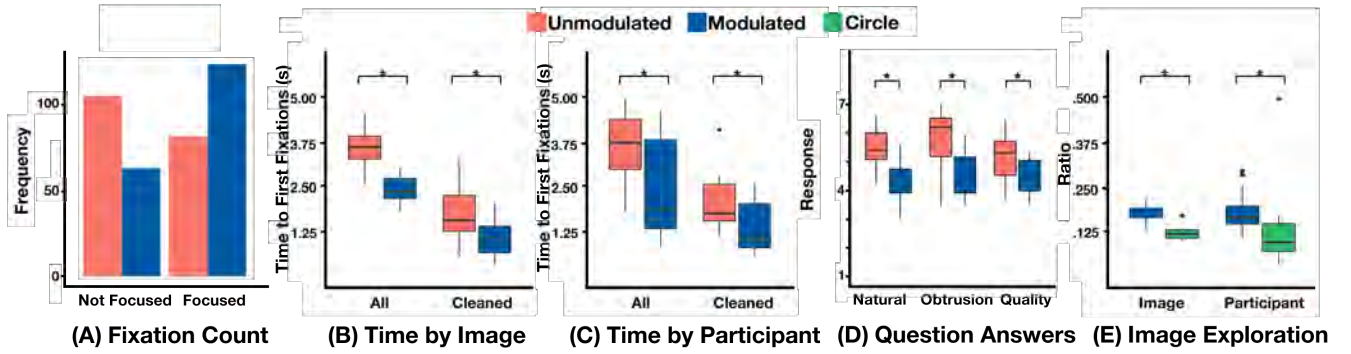 Unmodulated Modulated Circle
Frequency
100
50
0
Not Focused Focused
(A) Fixation Count
Time to First Fixations (s)
5.00
3.75
2.50
1.25
* *
All Cleaned
(B) Time by Image
Time to First Fixations (s)
5.00
3.75
2.50
1.25
* *
All Cleaned
(C) Time by Participant
Response
7
4
1
* * *
Natural Obtrusion Quality
(D) Question Answers
Ratio
.500
.375
.250
.125
* *
Image Participant
(E) Image Exploration